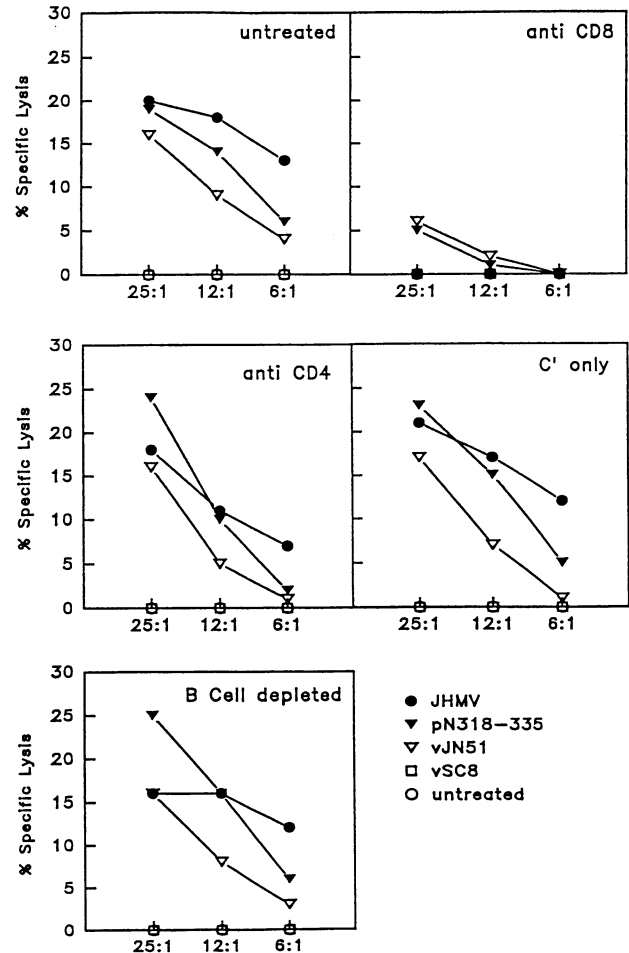 untreated
anti CD8
% Specific Lysis
30
25
20
15
10
5
0
25:1 12:1 6:1
25:1 12:1 6:1
anti CD4
C' only
% Specific Lysis
30
25
20
15
10
5
0
25:1 12:1 6:1
25:1 12:1 6:1
B Cell depleted
% Specific Lysis
30
25
20
15
10
5
0
25:1 12:1 6:1
JHMV
pN318-335
vJN51
vSC8
untreated